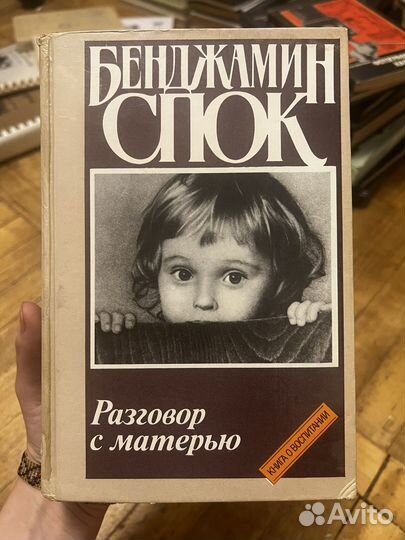 БЕНДЖАМИН
СПОК
Разговор
с матерью
КНИГА О ВОСПИТАНИИ
Avito